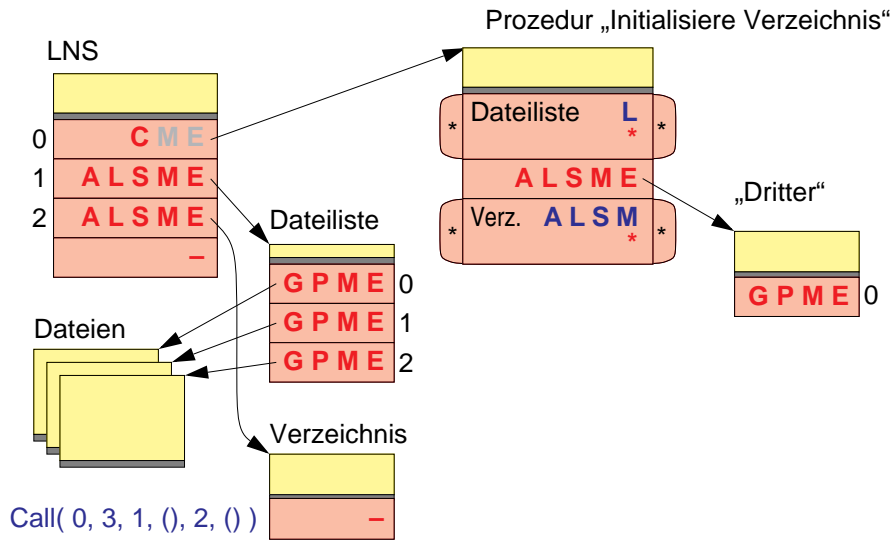 Prozedur „Initialisiere Verzeichnis“
LNS
0 C M E
1 A L S M E
2 A L S M E
–
* Dateiliste L *
*
A L S M E
* Verz. A L S M *
*
„Dritter“
G P M E 0
Dateiliste
G P M E 0
G P M E 1
G P M E 2
Dateien
Verzeichnis
–
Call( 0, 3, 1, (), 2, () )